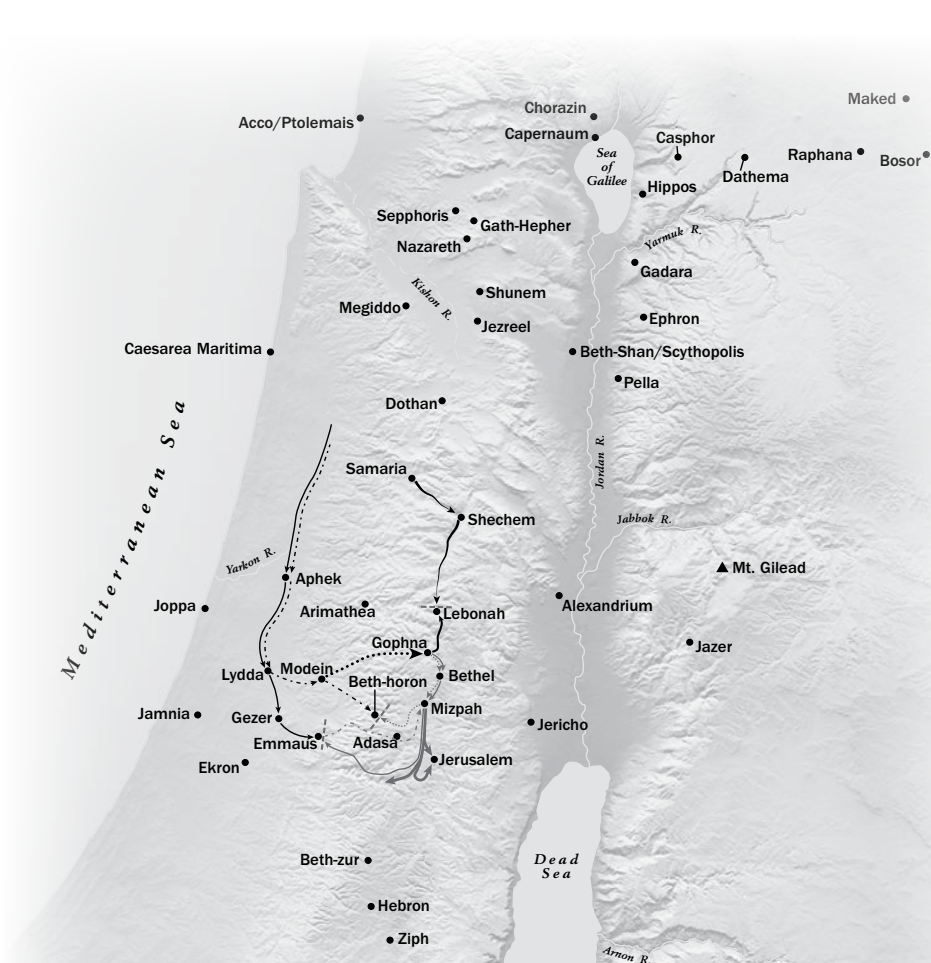 Maked
Chorazin
Acco/Ptolemais
Capernaum
Casphor
Sea
of
Galilee
Raphana
Bosor
Dathema
Hippos
Sepphoris
Gath-Hepher
Nazareth
Yarmuk R.
Gadara
Kishon R.
Shunem
Megiddo
Jezreel
Ephron
Caesarea Maritima
Beth-Shan/Scythopolis
Pella
Dothan
Mediterranean Sea
Jordan R.
Samaria
Shechem
Jabbok R.
Yarkon R.
Aphek
Mt. Gilead
Joppa
Arimathea
Lebonah
Alexandrium
Gophna
Jazer
Lydda
Modein
Bethel
Beth-horon
Mizpah
Jamnia
Gezer
Jericho
Emmaus
Adasa
Jerusalem
Ekron
Beth-zur
Dead
Sea
Hebron
Ziph
Arnon R.